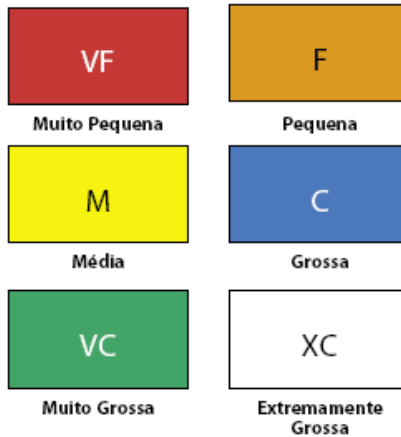 VF
F
Muito Pequena
Pequena
M
C
Média
Grossa
VC
XC
Muito Grossa
Extremamente
Grossa